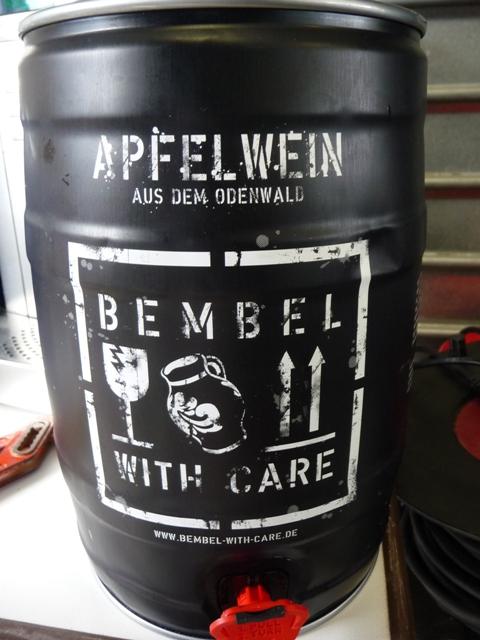 APFELWEIN
AUS DEM ODENWALD
BEMBEL
WITH CARE
WWW.BEMBEL-WITH-CARE.DE